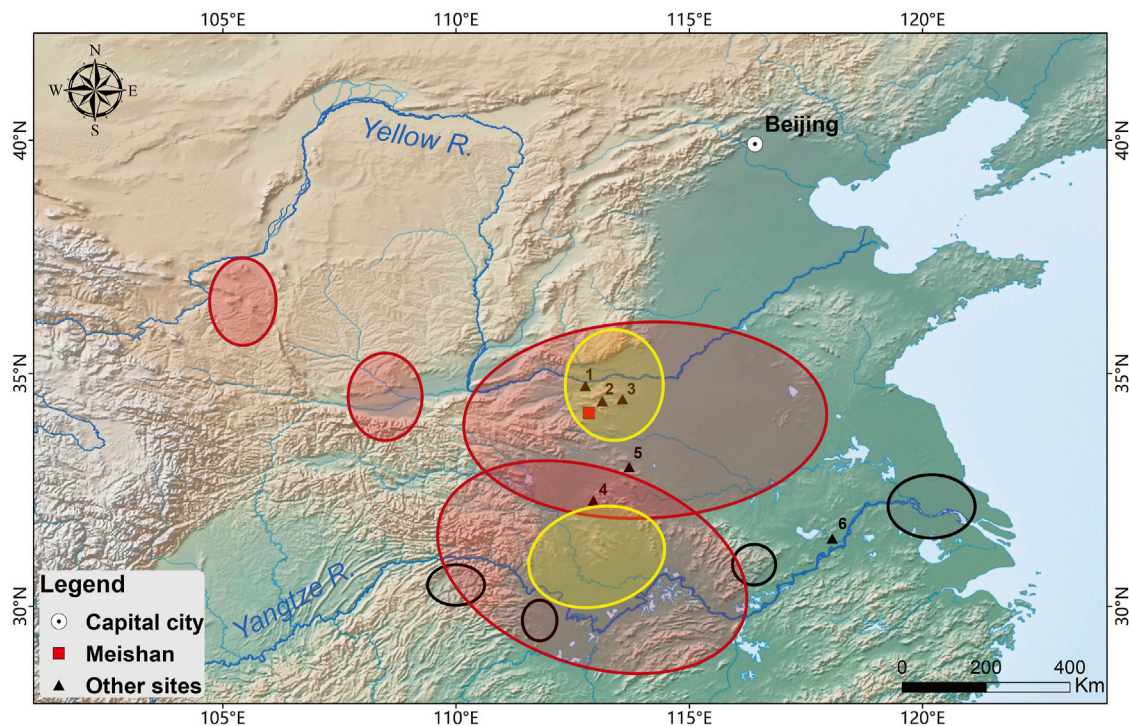 105°E 110°E 115°E 120°E
N
W E
S
40°N 40°N
35°N 35°N
30°N 30°N
Yellow R.
Beijing
1
2 3
5
4
6
Yangtze R.
Legend
Capital city
Meishan
Other sites
0 200 400
Km
105°E 110°E 115°E 120°E